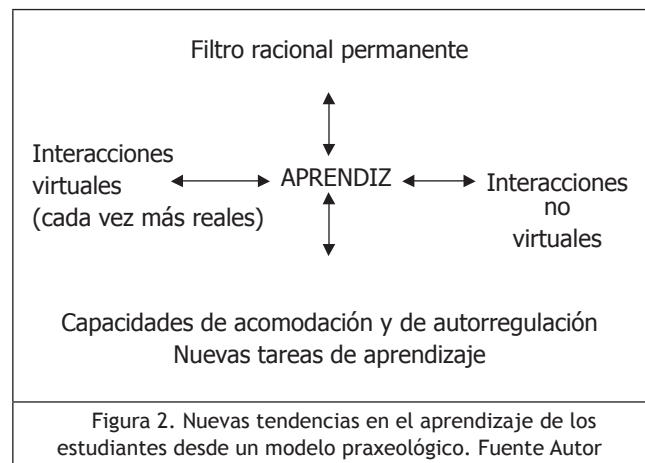 Filtro racional permanente
Interacciones
virtuales
(cada vez más reales)
APRENDIZ
Interacciones
no
virtuales
Capacidades de acomodación y de autorregulación
Nuevas tareas de aprendizaje
Figura 2. Nuevas tendencias en el aprendizaje de los
estudiantes desde un modelo praxeológico. Fuente Autor